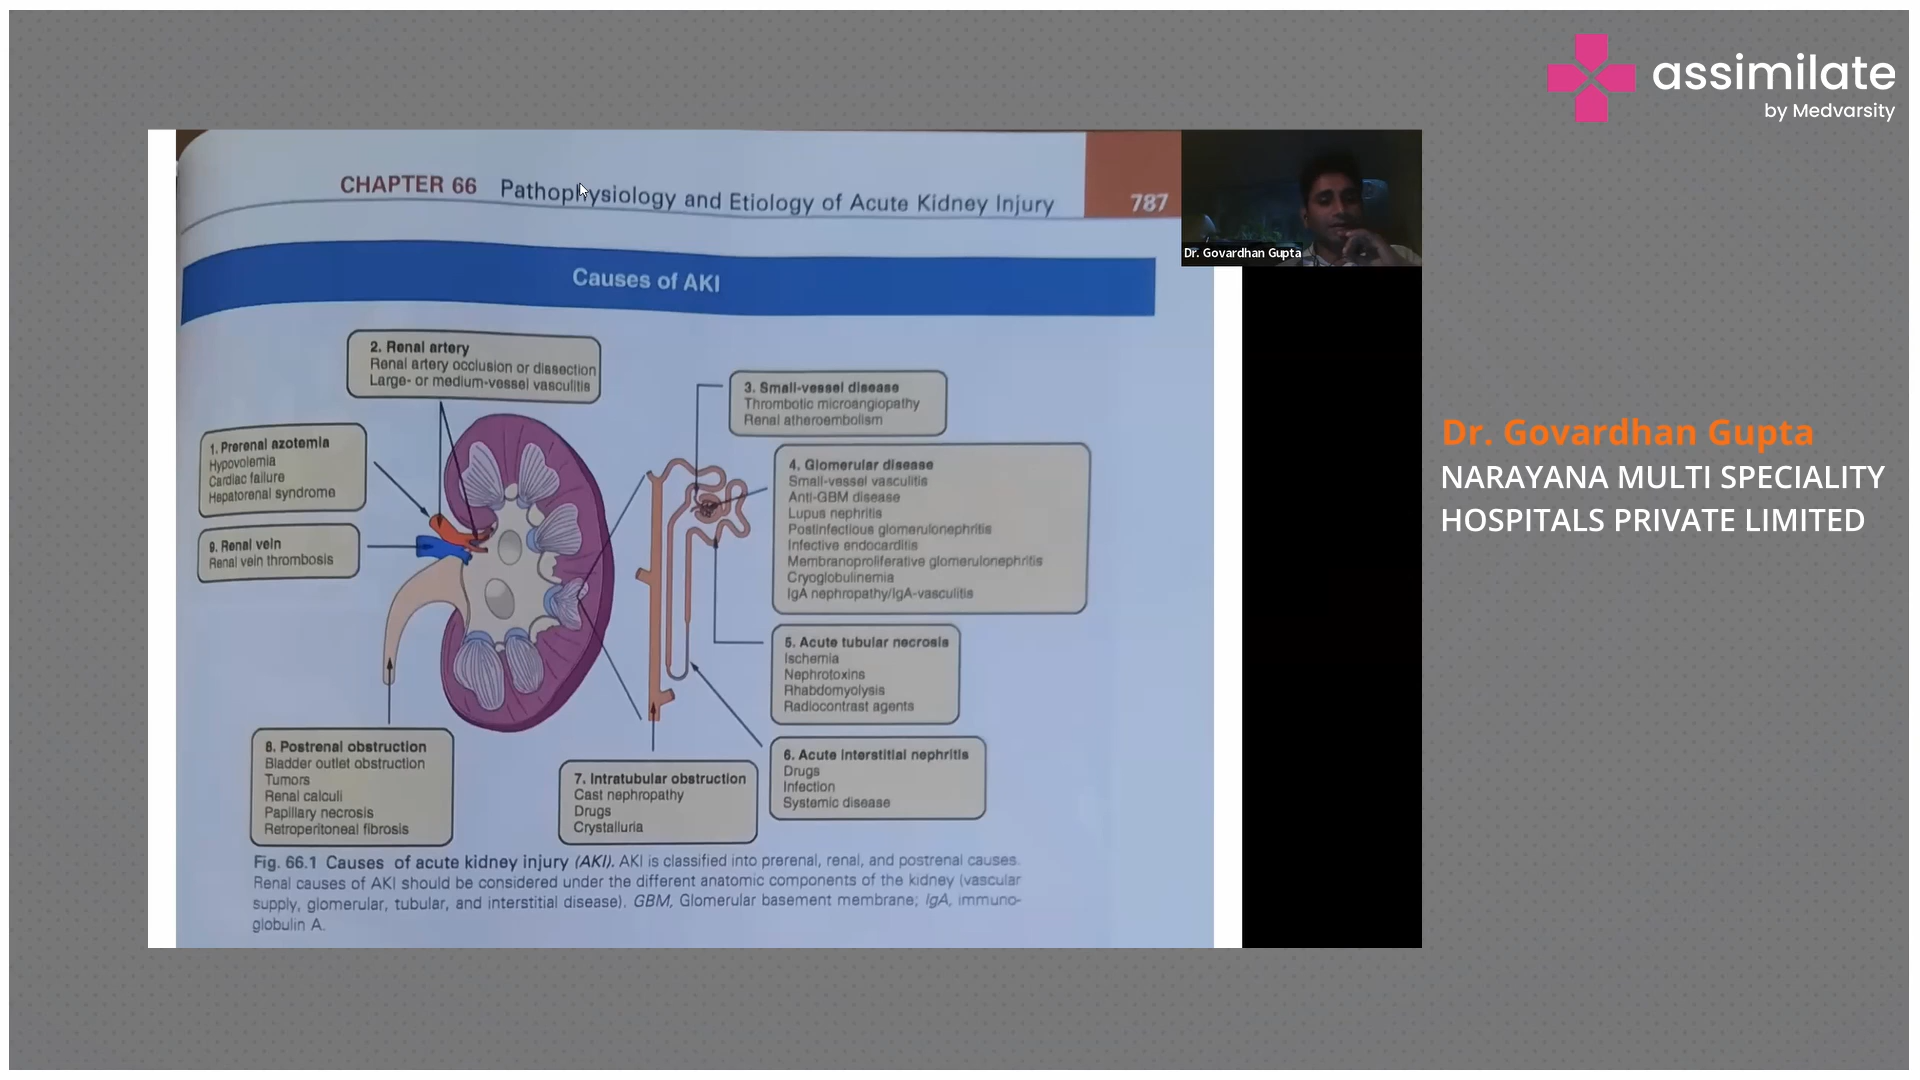 assimilate
by Medvarsity
CHAPTER 66 Pathophysiology and Etiology of Acute Kidney Injury 787
Dr. Govardhan Gupta
Causes of AKI
2. Renal artery
Renal artery occlusion or dissection
Large- or medium-vessel vasculitis
3. Small-vessel disease
Thrombotic microangiopathy
Renal atheroembolism
1. Prerenal azotemia
Hypovolemia
Cardiac failure
Hepatorenal syndrome
4. Glomerular disease
Small-vessel vasculitis
Anti-GBM disease
Lupus nephritis
Postinfectious glomerulonephritis
Infective endocarditis
Membranoproliferative glomerulonephritis
Cryoglobulinemia
IgA nephropathy/IgA-vasculitis
9. Renal vein
Renal vein thrombosis
5. Acute tubular necrosis
Ischemia
Nephrotoxins
Rhabdomyolysis
Radiocontrast agents
8. Postrenal obstruction
Bladder outlet obstruction
Tumors
Renal calculi
Papillary necrosis
Retroperitoneal fibrosis
7. Intratubular obstruction
Cast nephropathy
Drugs
Crystalluria
6. Acute interstitial nephritis
Drugs
Infection
Systemic disease
Fig. 66.1 Causes of acute kidney injury (AKI). AKI is classified into prerenal, renal, and postrenal causes.
Renal causes of AKI should be considered under the different anatomic components of the kidney (vascular
supply, glomerular, tubular, and interstitial disease). GBM, Glomerular basement membrane; IgA, immuno-
globulin A.
Dr. Govardhan Gupta
NARAYANA MULTI SPECIALITY
HOSPITALS PRIVATE LIMITED